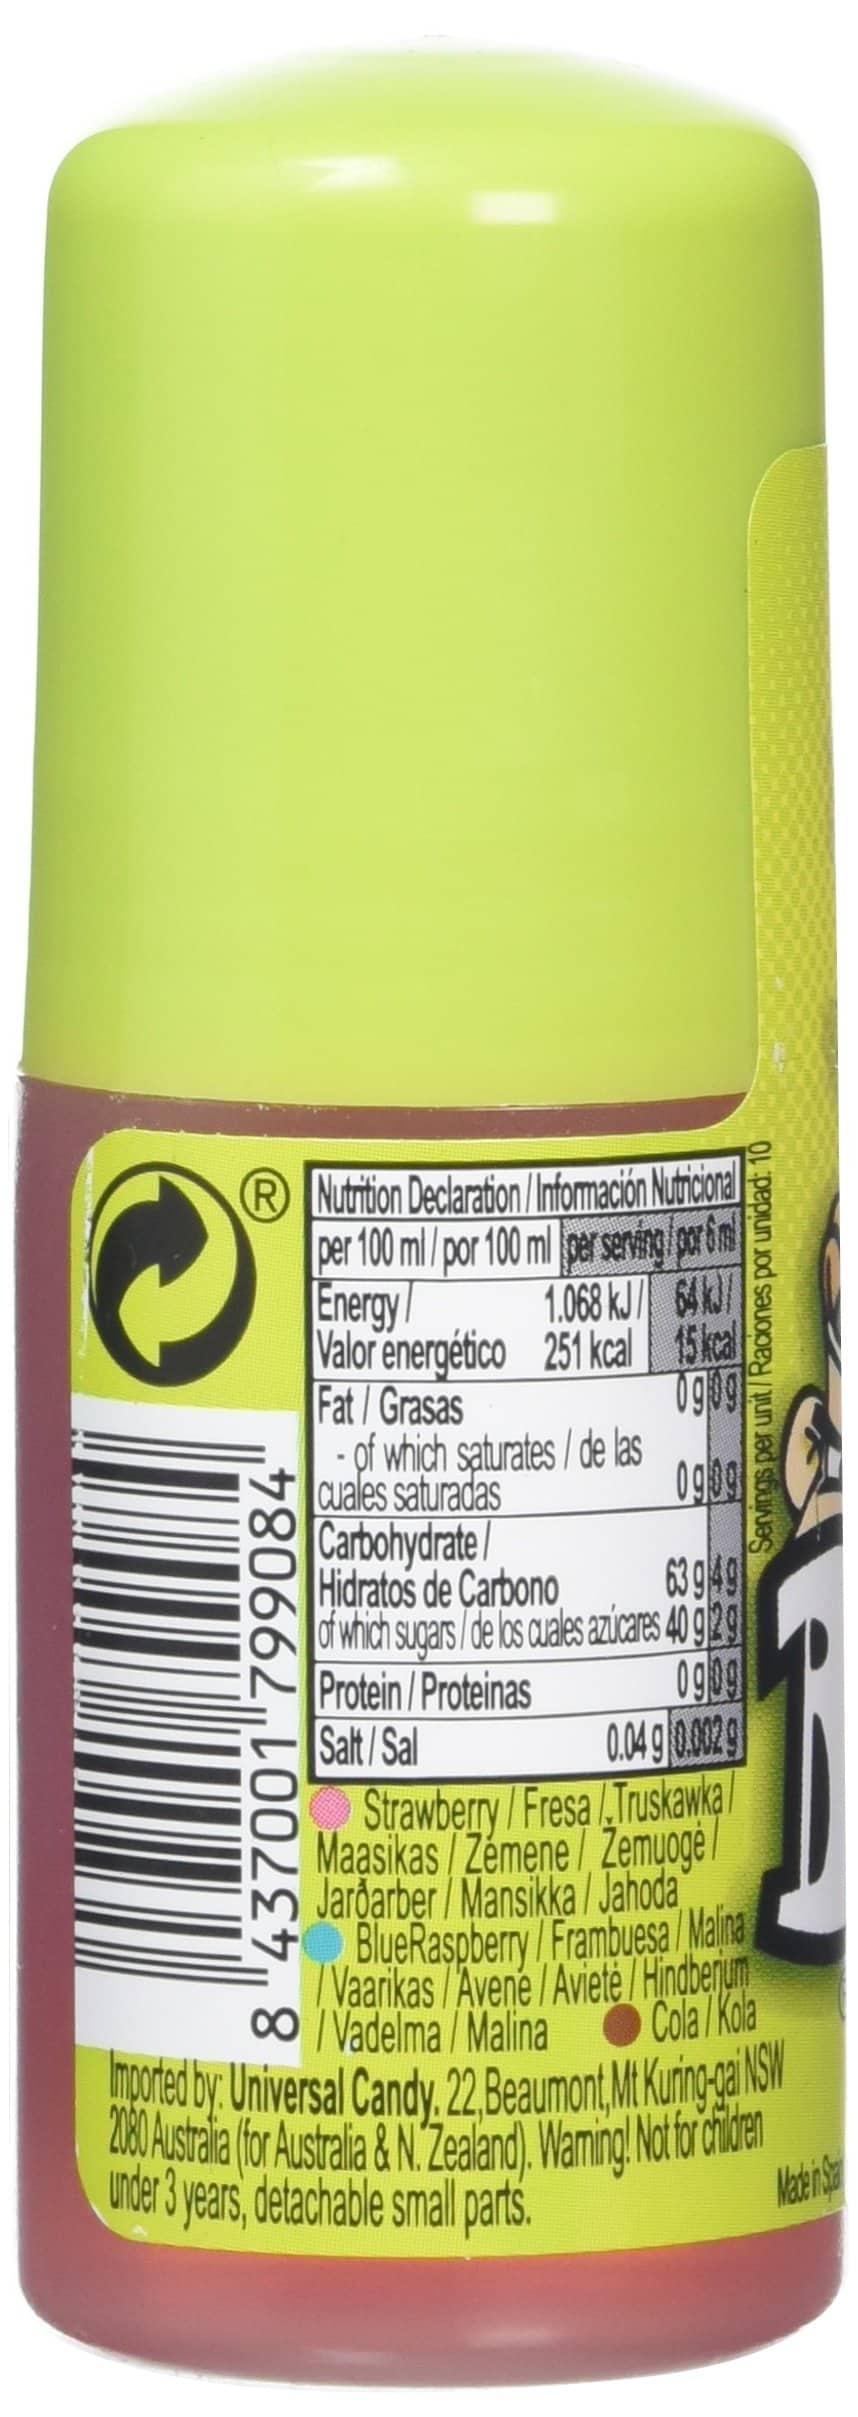 ®
Nutrition Declaration / Información Nutricional
per 100 ml / por 100 ml per serving / por 6 ml
Energy / 1.068 kJ / 64 kJ /
Valor energético 251 kcal 15 kcal
Fat / Grasas 0 g 0 g
- of which saturates / de las
cuales saturadas 0 g 0 g
Carbohydrate /
Hidratos de Carbono 63 g 4 g
of which sugars / de los cuales azúcares 40 g 2 g
Protein / Proteinas 0 g 0 g
Salt / Sal 0.04 g 0.002 g
Servings per unit / Raciones por unidad: 10
8 437001 799084
Strawberry / Fresa / Truskawka /
Maasikas / Zemene / Žemuogė /
Jarðarber / Mansikka / Jahoda
BlueRaspberry / Frambuesa / Malina
/ Vaarikas / Avene / Avietė / Hindberjum
/ Vadelma / Malina Cola / Kola
Imported by: Universal Candy. 22, Beaumont, Mt Kuring-gai NSW
2080 Australia (for Australia & N. Zealand). Warning! Not for children
under 3 years, detachable small parts.
Made in Spain